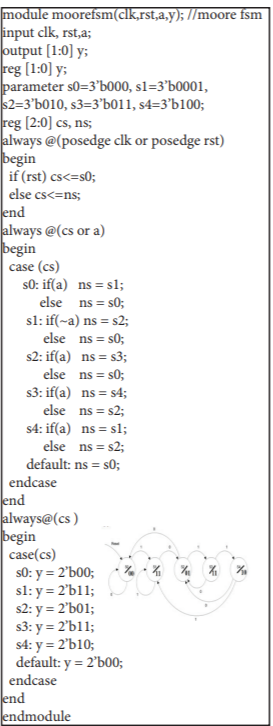 module moorefsm(clk,rst,a,y); //moore fsm
input clk, rst,a;
output [1:0] y;
reg [1:0] y;
parameter s0=3'b000, s1=3'b0001,
s2=3'b010, s3=3'b011, s4=3'b100;
reg [2:0] cs, ns;
always @(posedge clk or posedge rst)
begin
if (rst) cs<=s0;
else cs<=ns;
end
always @(cs or a)
begin
case (cs)
s0: if(a) ns = s1;
else ns = s0;
s1: if(~a) ns = s2;
else ns = s0;
s2: if(a) ns = s3;
else ns = s0;
s3: if(a) ns = s4;
else ns = s2;
s4: if(a) ns = s1;
else ns = s2;
default: ns = s0;
endcase
end
always@(cs )
begin
case(cs)
s0: y = 2'b00;
s1: y = 2'b11;
s2: y = 2'b01;
s3: y = 2'b11;
s4: y = 2'b10;
default: y = 2'b00;
endcase
end
endmodule